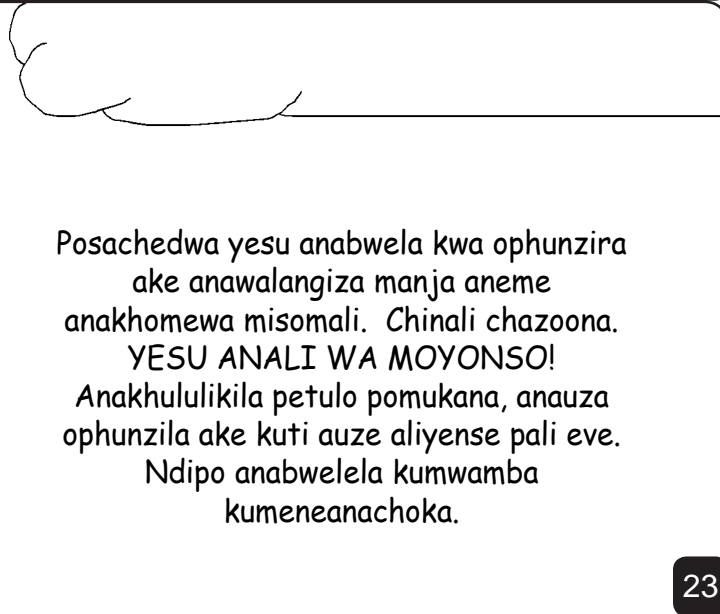 Posachedwa yesu anabwela kwa ophunzira
ake anawalangiza manja aneme
anakhomewa misomali.  Chinali chazoona.
YESU ANALI WA MOYONSO!
Anakhululikila petulo pomukana, anauza
ophunzila ake kuti auze aliyense pali eve.
Ndipo anabwelela kumwamba
kumeneanachoka.
23